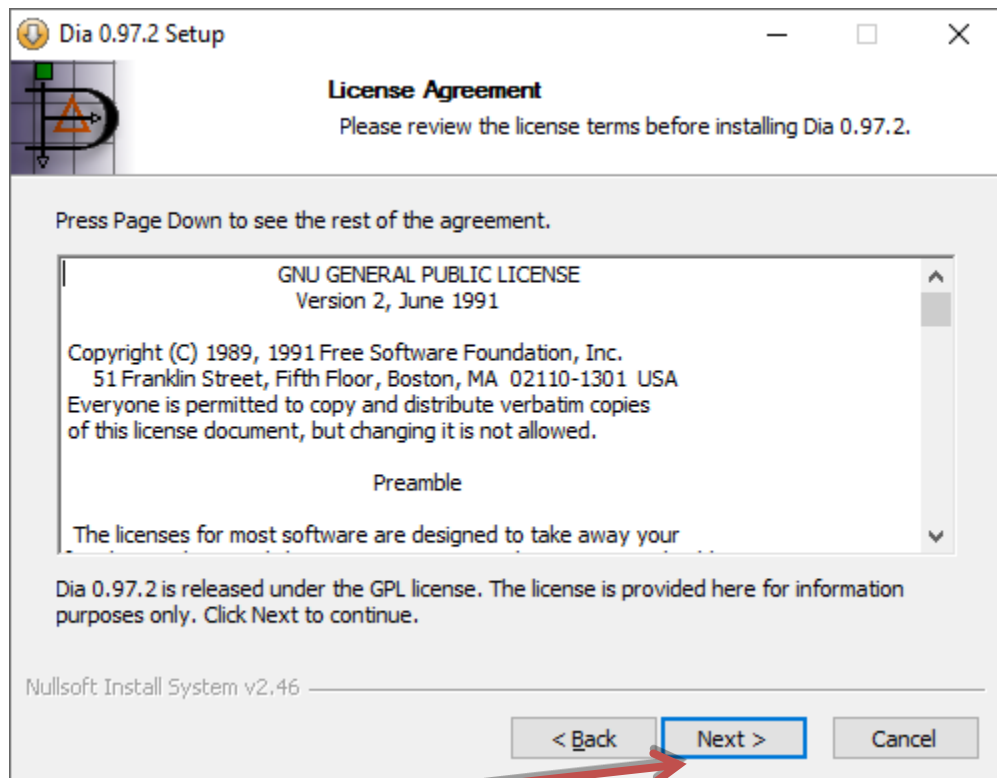 Dia 0.97.2 Setup
License Agreement
Please review the license terms before installing Dia 0.97.2.
Press Page Down to see the rest of the agreement.
GNU GENERAL PUBLIC LICENSE
Version 2, June 1991
Copyright (C) 1989, 1991 Free Software Foundation, Inc.
51 Franklin Street, Fifth Floor, Boston, MA 02110-1301 USA
Everyone is permitted to copy and distribute verbatim copies
of this license document, but changing it is not allowed.
Preamble
The licenses for most software are designed to take away your
Dia 0.97.2 is released under the GPL license. The license is provided here for information
purposes only. Click Next to continue.
Nullsoft Install System v2.46
< Back
Next >
Cancel